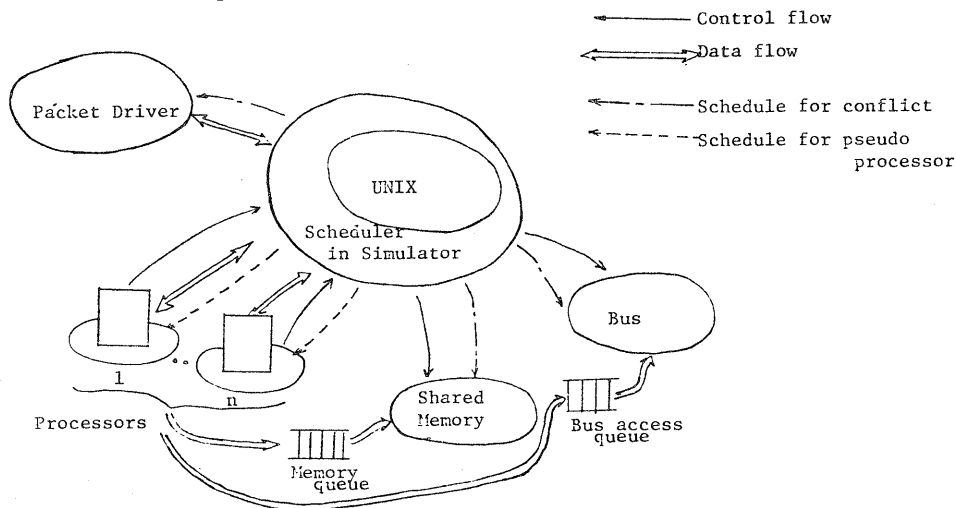 Control flow
Data flow
Schedule for conflict
Schedule for pseudo
processor
Packet Driver
UNIX
Scheduler
in Simulator
Bus
1
..
n
Processors
Shared
Memory
Memory
queue
Bus access
queue